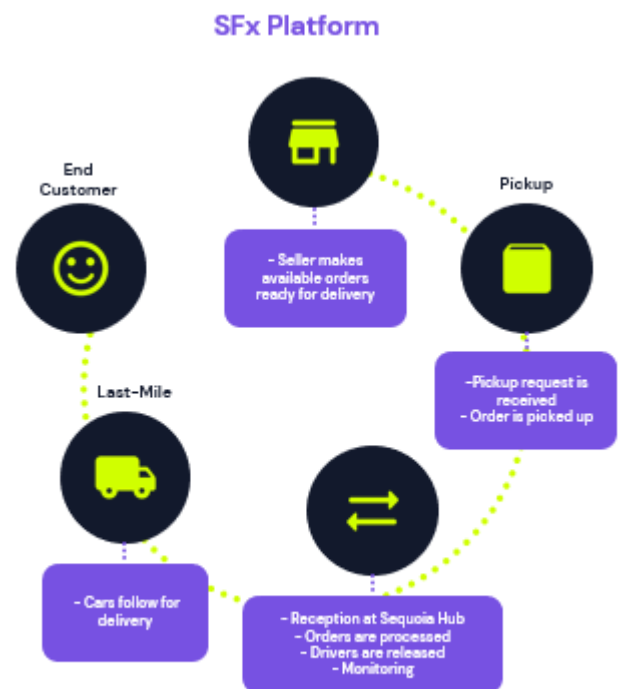 SFx Platform
- Seller makes
available orders
ready for delivery
Pickup
-Pickup request is
received
- Order is picked up
- Reception at Sequoia Hub
- Orders are processed
- Drivers are released
- Monitoring
Last-Mile
- Cars follow for
delivery
End
Customer